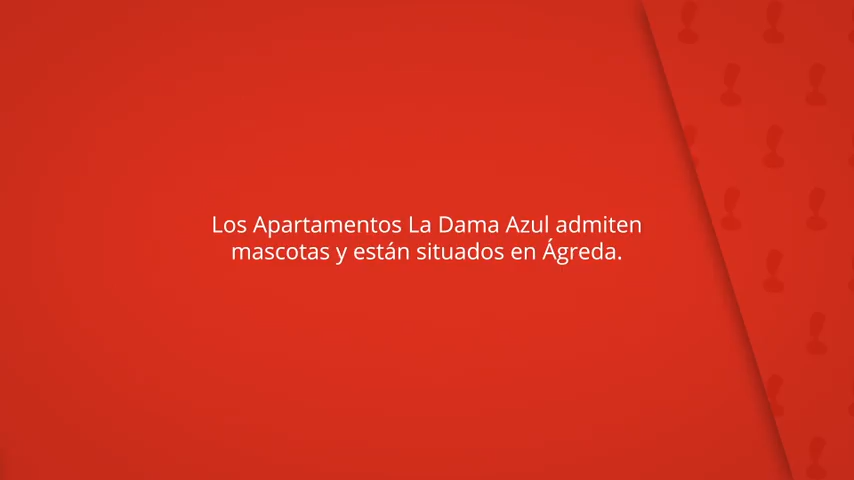 Los Apartamentos La Dama Azul admiten
mascotas y están situados en Ágreda.